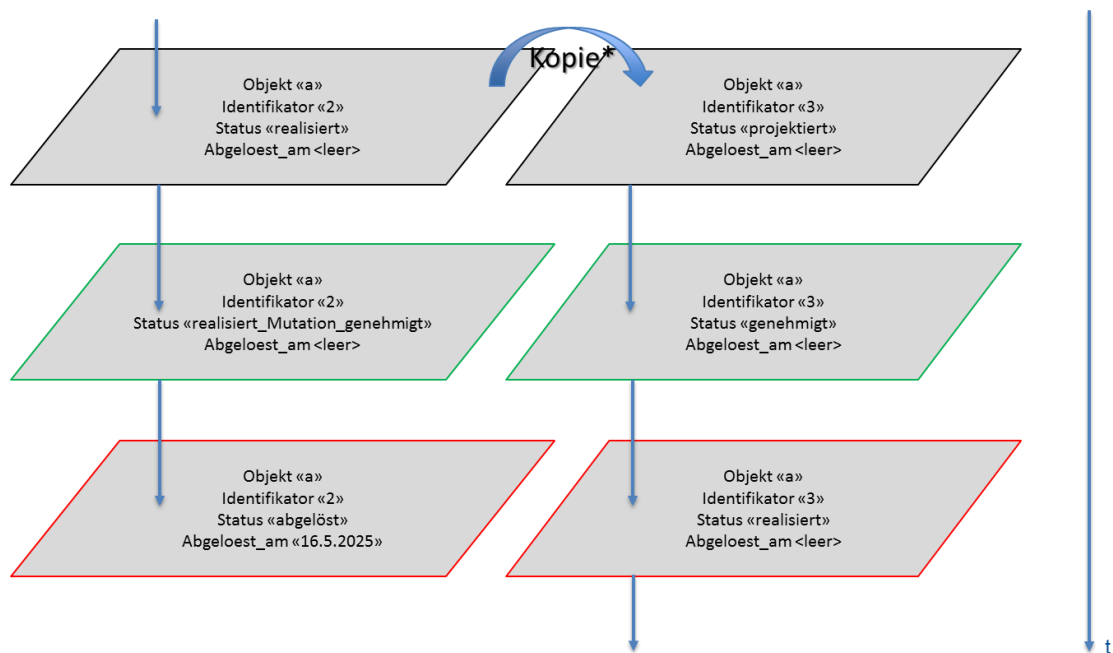 Kopie*
Objekt «a»
Identifikator «2»
Status «realisiert»
Abgeloest_am <leer>
Objekt «a»
Identifikator «3»
Status «projektiert»
Abgeloest_am <leer>
Objekt «a»
Identifikator «2»
Status «realisiert_Mutation_genehmigt»
Abgeloest_am <leer>
Objekt «a»
Identifikator «3»
Status «genehmigt»
Abgeloest_am <leer>
Objekt «a»
Identifikator «2»
Status «abgelöst»
Abgeloest_am «16.5.2025»
Objekt «a»
Identifikator «3»
Status «realisiert»
Abgeloest_am <leer>
t